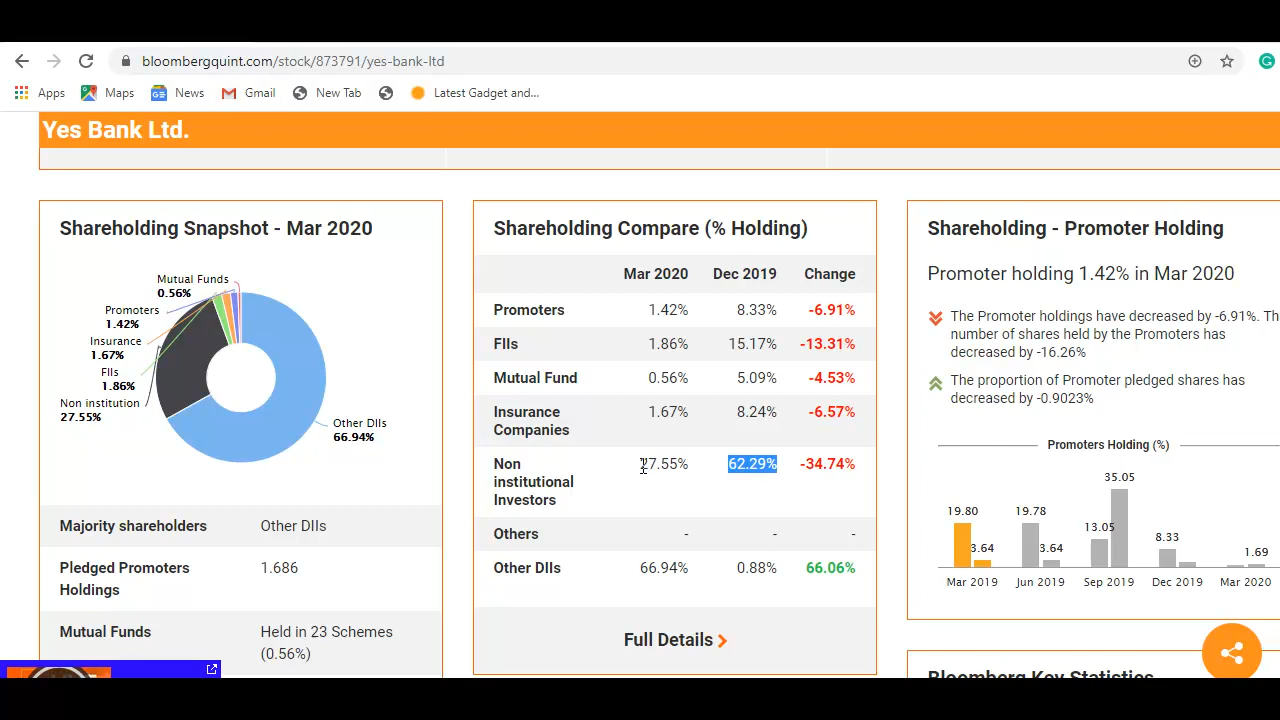 bloombergquint.com/stock/873791/yes-bank-ltd
Apps Maps News Gmail New Tab Latest Gadget and...
Yes Bank Ltd.
Shareholding Snapshot - Mar 2020
Mutual Funds
0.56%
Promoters
1.42%
Insurance
1.67%
FIIs
1.86%
Non institution
27.55%
Other DIIs
66.94%
Majority shareholders Other DIIs
Pledged Promoters
Holdings
1.686
Mutual Funds Held in 23 Schemes
(0.56%)
Shareholding Compare (% Holding)
Mar 2020 Dec 2019 Change
Promoters 1.42% 8.33% -6.91%
FIIs 1.86% 15.17% -13.31%
Mutual Fund 0.56% 5.09% -4.53%
Insurance
Companies
1.67% 8.24% -6.57%
Non
institutional
Investors
27.55% 62.29% -34.74%
Others - - -
Other DIIs 66.94% 0.88% 66.06%
Full Details
Shareholding - Promoter Holding
Promoter holding 1.42% in Mar 2020
The Promoter holdings have decreased by -6.91%. Th
number of shares held by the Promoters has
decreased by -16.26%
The proportion of Promoter pledged shares has
decreased by -0.9023%
Promoters Holding (%)
19.80 3.64 19.78 3.64 13.05 35.05 8.33 1.69
Mar 2019 Jun 2019 Sep 2019 Dec 2019 Mar 2020
Bloomberg Key Statistics